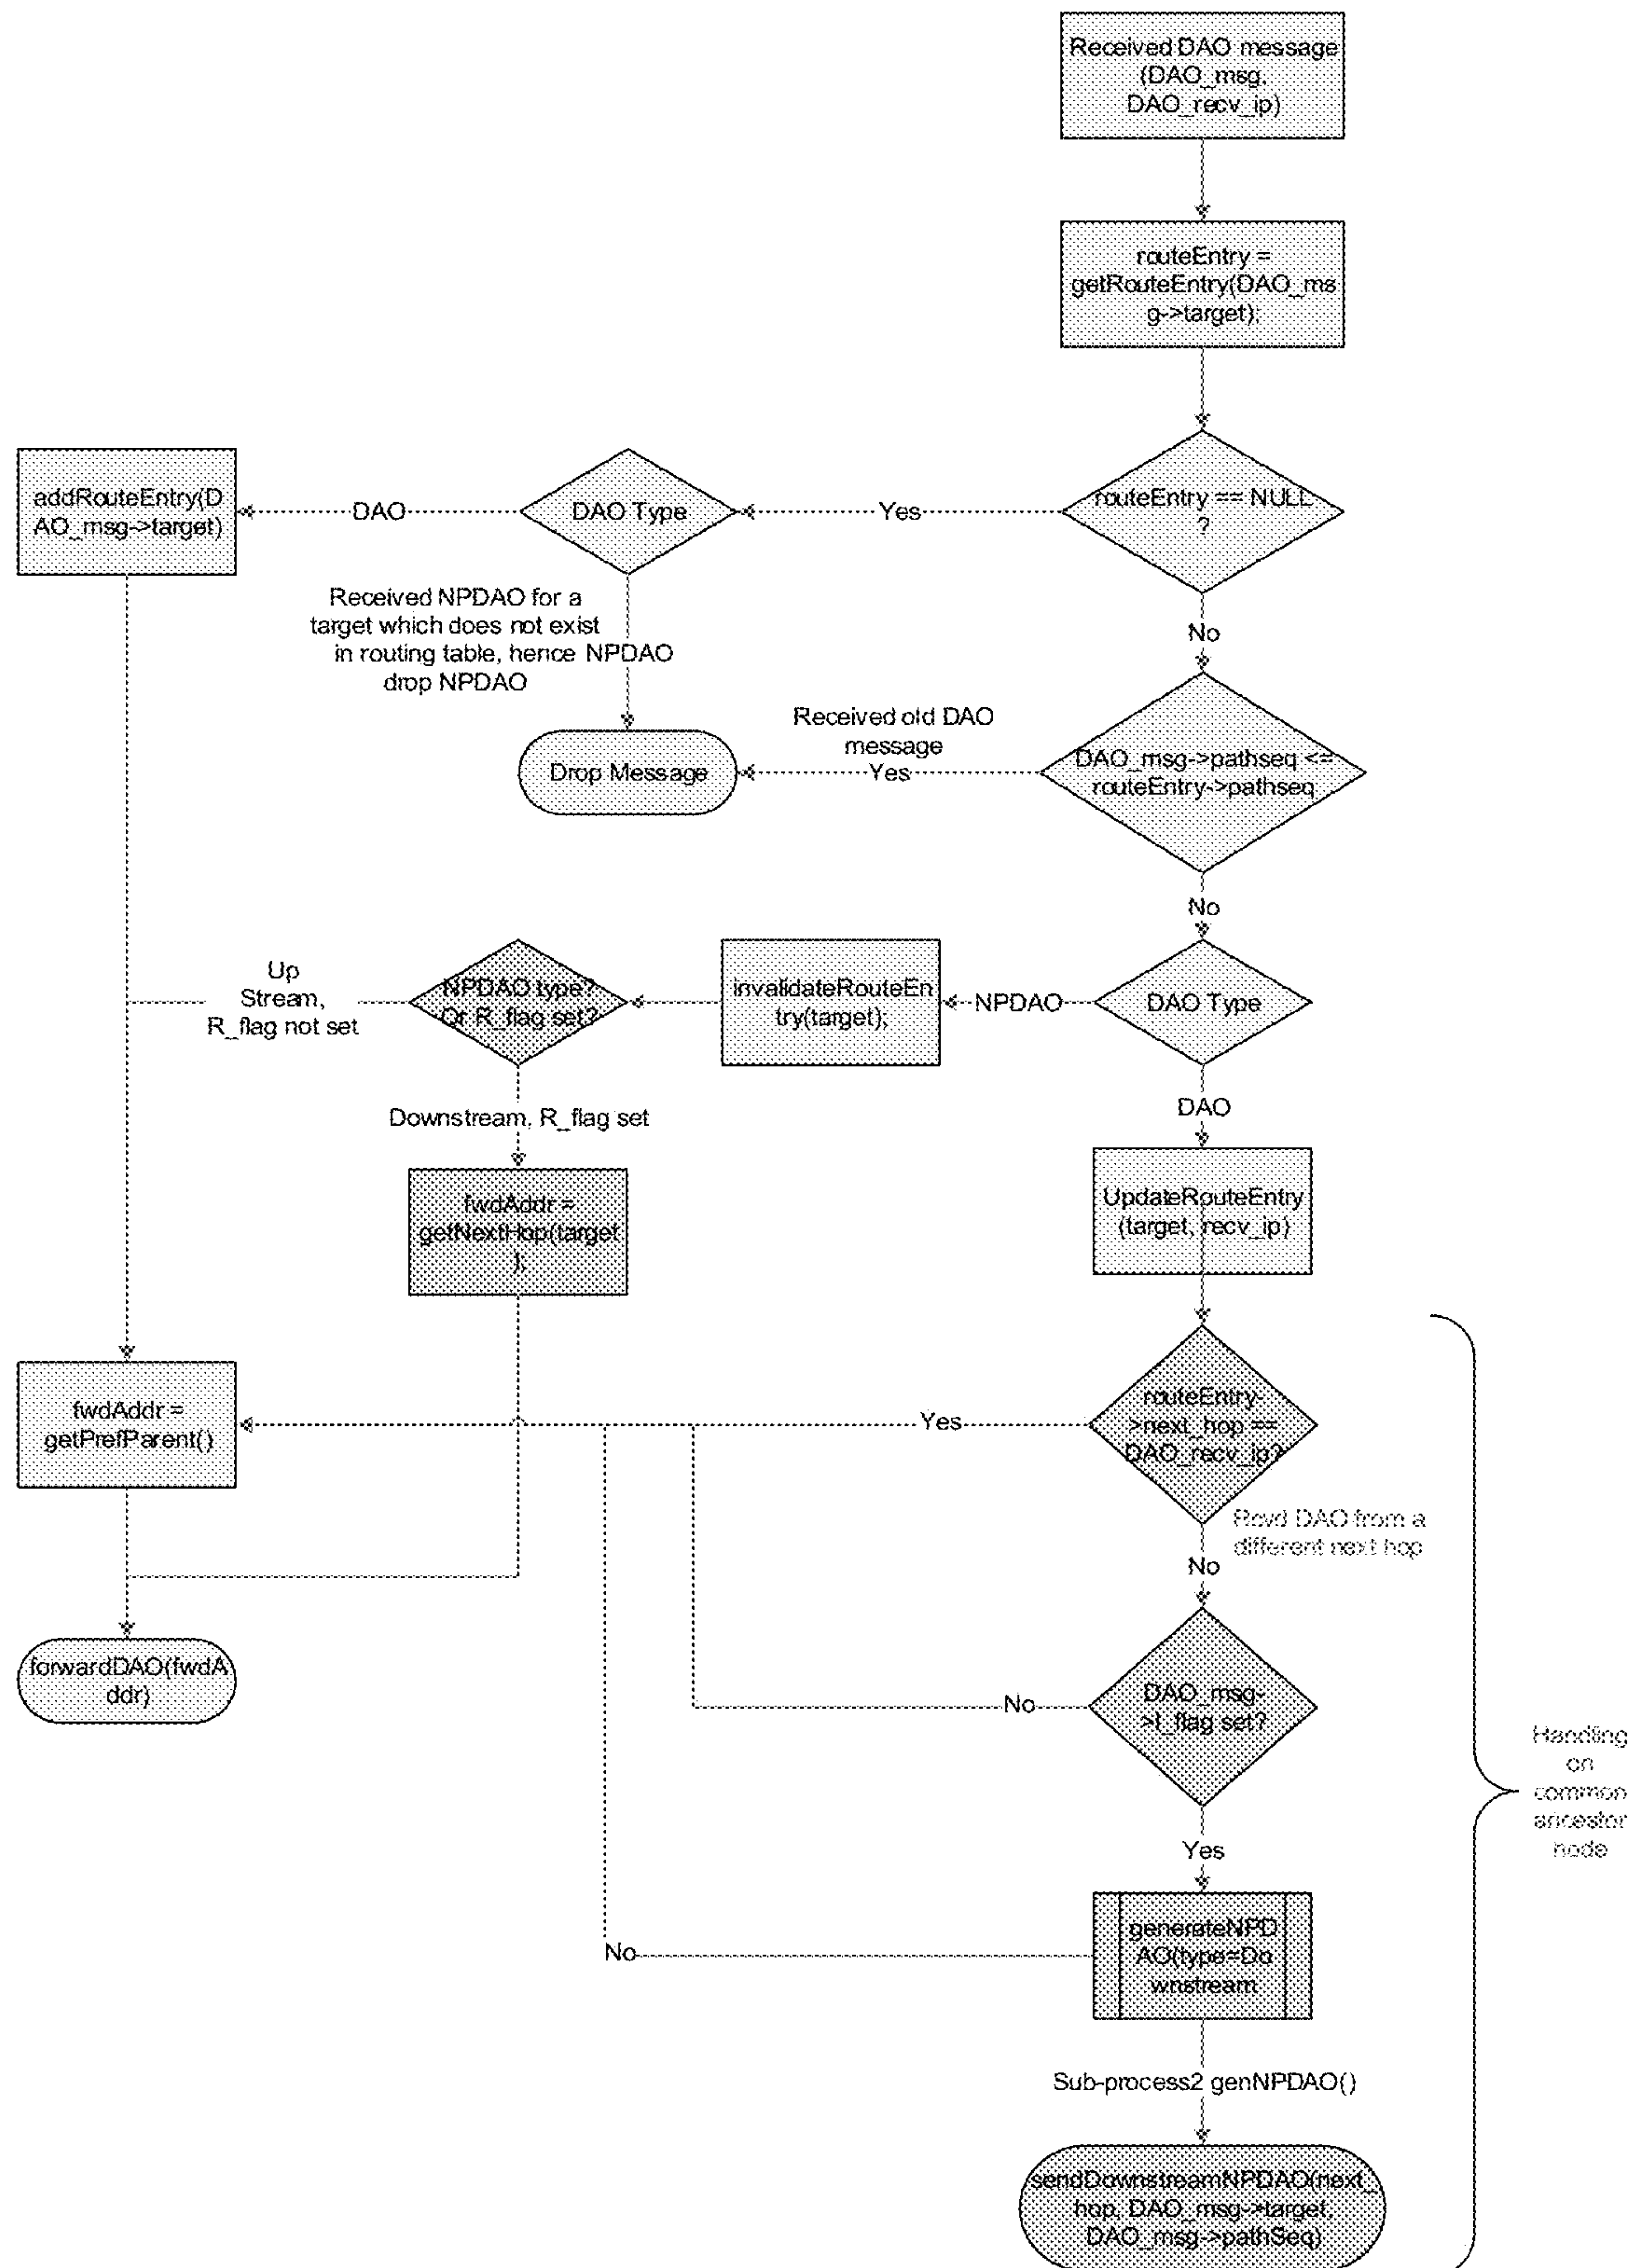 Received DAO message
(DAO_msg,
DAO_recv_ip)
routeEntry =
getRouteEntry(DAO_ms
g->target);
routeEntry == NULL
?
Yes
DAO Type
DAO
addRouteEntry(D
AO_msg->target)
Received NPDAO for a
target which does not exist
in routing table, hence NPDAO
drop NPDAO
No
DAO_msg->pathseq <=
routeEntry->pathseq
Received old DAO
message
Yes
Drop Message
No
DAO Type
NPDAO
invalidateRouteEn
try(target);
NPDAO type?
Or R_flag set?
Up
Stream,
R_flag not set
Downstream, R_flag set
fwdAddr =
getNextHop(target
);
DAO
UpdateRouteEntry
(target, recv_ip)
routeEntry-
>next_hop ==
DAO_recv_ip?
Yes
fwdAddr =
getPrefParent()
Rcvd DAO from a
different next hop
No
forwardDAO(fwdA
ddr)
DAO_msg-
>I_flag set?
No
Handling
on
common
ancestor
node
Yes
generateNPD
AO(type=Do
wnstream
No
Sub-process2 genNPDAO()
sendDownstreamNPDAO(next_
hop, DAO_msg->target,
DAO_msg->pathSeq)